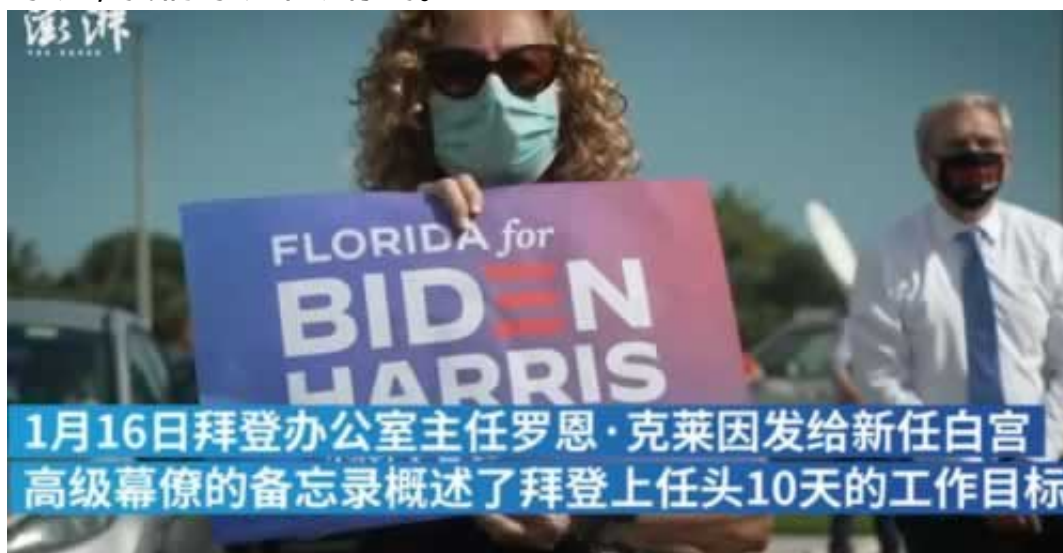 澎湃
THE PAPER
FLORIDA for
BIDEN
HARRIS
1月16日拜登办公室主任罗恩·克莱因发给新任白宫
高级幕僚的备忘录概述了拜登上任头10天的工作目标